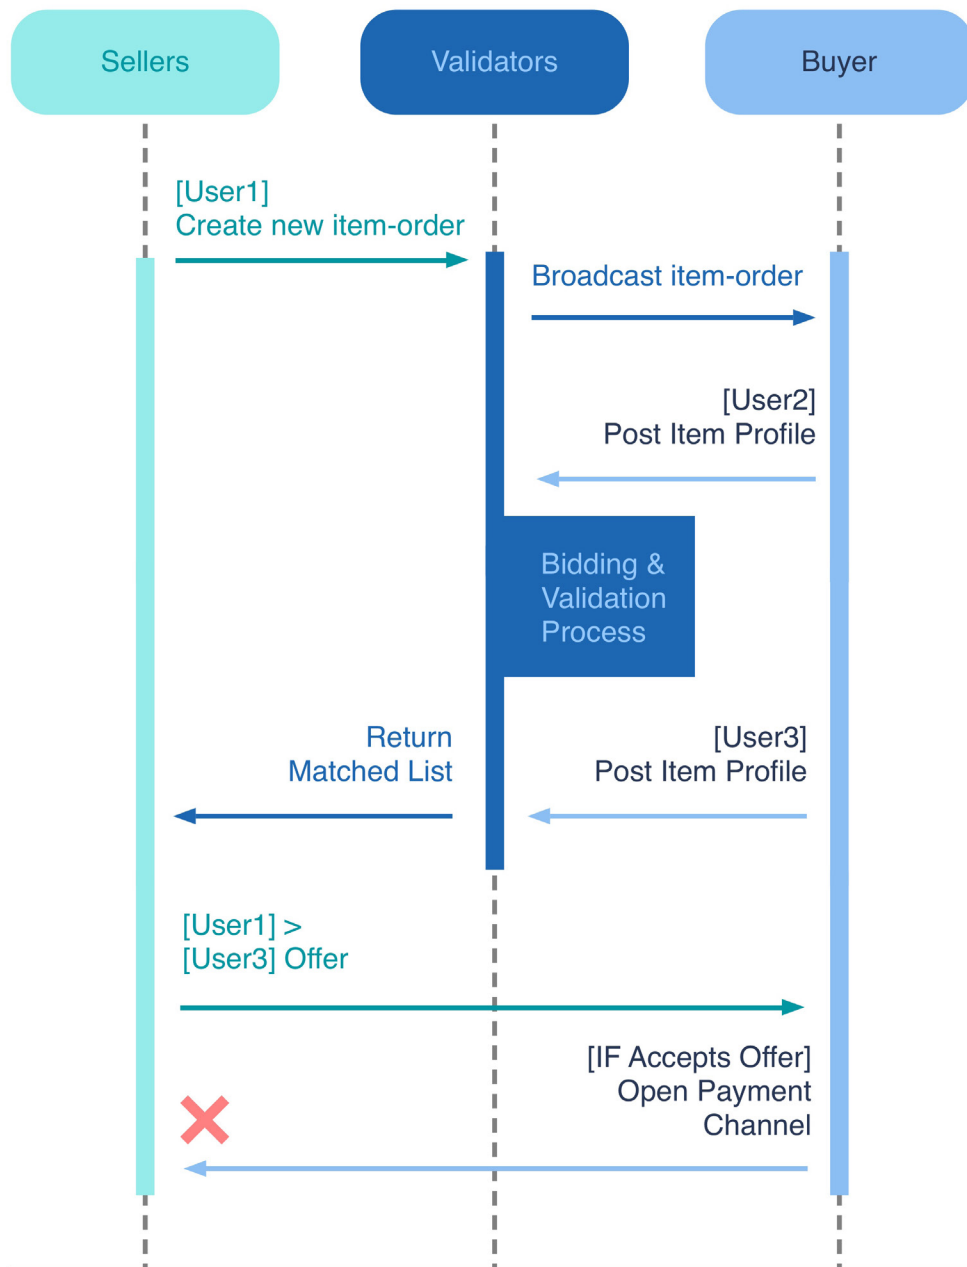 Sellers
Validators
Buyer
[User1]
Create new item-order
Broadcast item-order
[User2]
Post Item Profile
Bidding &
Validation
Process
Return
Matched List
[User3]
Post Item Profile
[User1] >
[User3] Offer
[IF Accepts Offer]
Open Payment
Channel